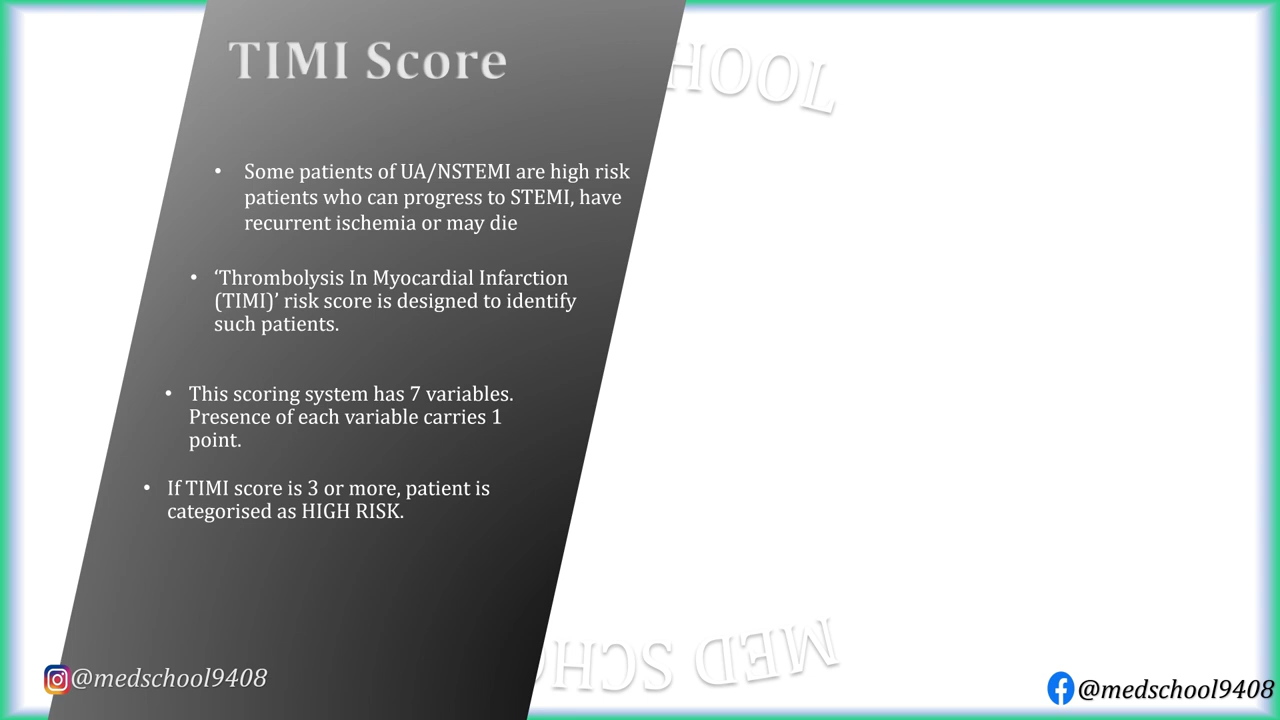 TIMI Score
HOOL
• Some patients of UA/NSTEMI are high risk
patients who can progress to STEMI, have
recurrent ischemia or may die
• ‘Thrombolysis In Myocardial Infarction
(TIMI)’ risk score is designed to identify
such patients.
• This scoring system has 7 variables.
Presence of each variable carries 1
point.
• If TIMI score is 3 or more, patient is
categorised as HIGH RISK.
MED SCHO
@medschool9408
@medschool9408